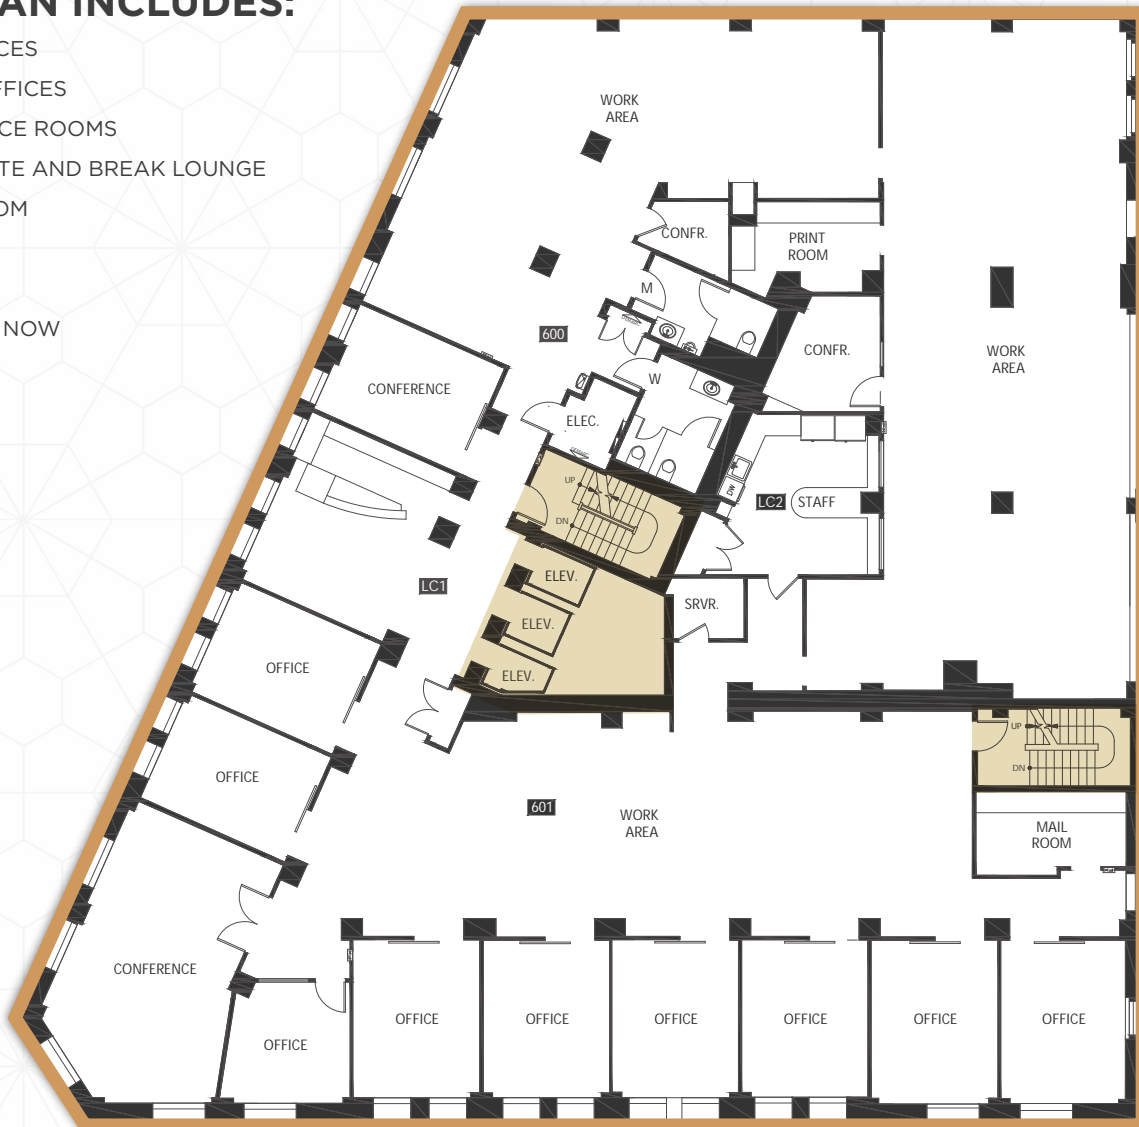 AN INCLUDES:
CES
FFICES
CE ROOMS
TE AND BREAK LOUNGE
OM
NOW
WORK
AREA
CONFR.
PRINT
ROOM
M
600
CONFR.
WORK
AREA
CONFERENCE
W
ELEC.
UP
DN
DW
LC2
STAFF
ELEV.
LC1
SRVR.
ELEV.
OFFICE
ELEV.
UP
DN
OFFICE
601
WORK
AREA
MAIL
ROOM
CONFERENCE
OFFICE
OFFICE
OFFICE
OFFICE
OFFICE
OFFICE
OFFICE